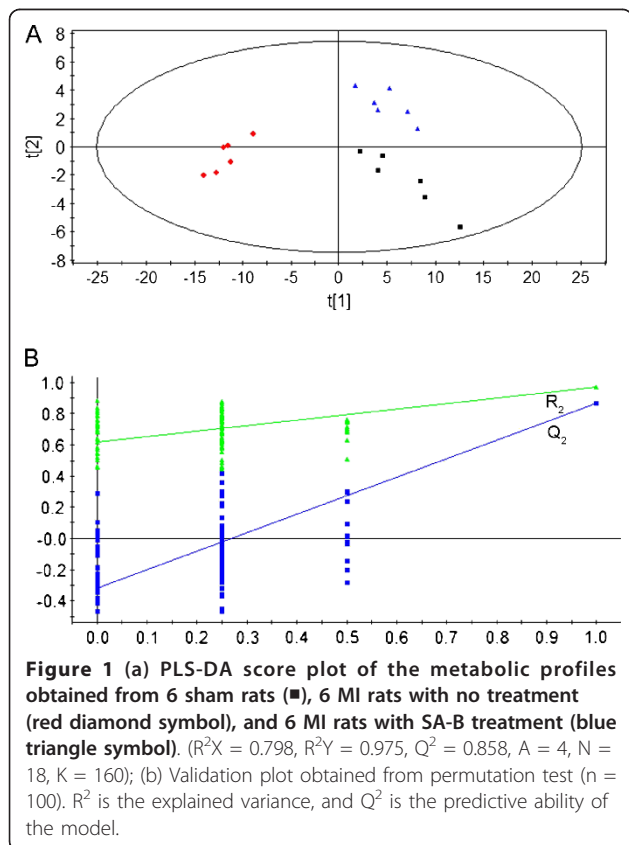 A
8
6
4
2
0
-2
-4
-6
-8
t[2]
-25 -20 -15 -10 -5 0 5 10 15 20 25
t[1]
B
1.0
0.8
0.6
0.4
0.2
-0.0
-0.2
-0.4
R2
Q2
0.0 0.1 0.2 0.3 0.4 0.5 0.6 0.7 0.8 0.9 1.0
Figure 1 (a) PLS-DA score plot of the metabolic profiles
obtained from 6 sham rats (■), 6 MI rats with no treatment
(red diamond symbol), and 6 MI rats with SA-B treatment (blue
triangle symbol). (R²X = 0.798, R²Y = 0.975, Q² = 0.858, A = 4, N =
18, K = 160); (b) Validation plot obtained from permutation test (n =
100). R² is the explained variance, and Q² is the predictive ability of
the model.